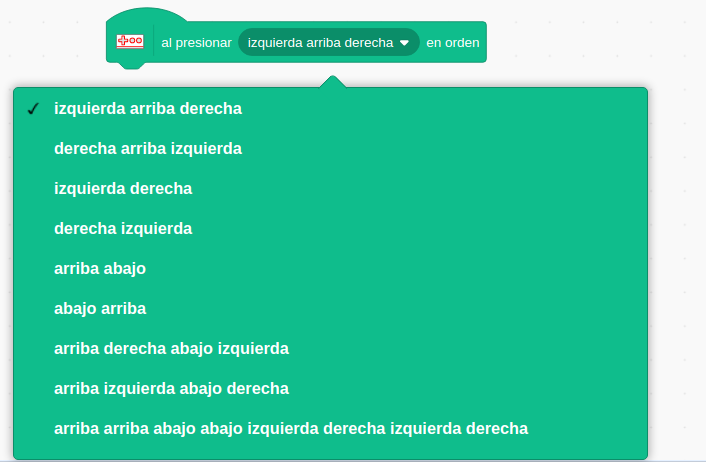 al presionar izquierda arriba derecha en orden
izquierda arriba derecha
derecha arriba izquierda
izquierda derecha
derecha izquierda
arriba abajo
abajo arriba
arriba derecha abajo izquierda
arriba izquierda abajo derecha
arriba arriba abajo abajo izquierda derecha izquierda derecha